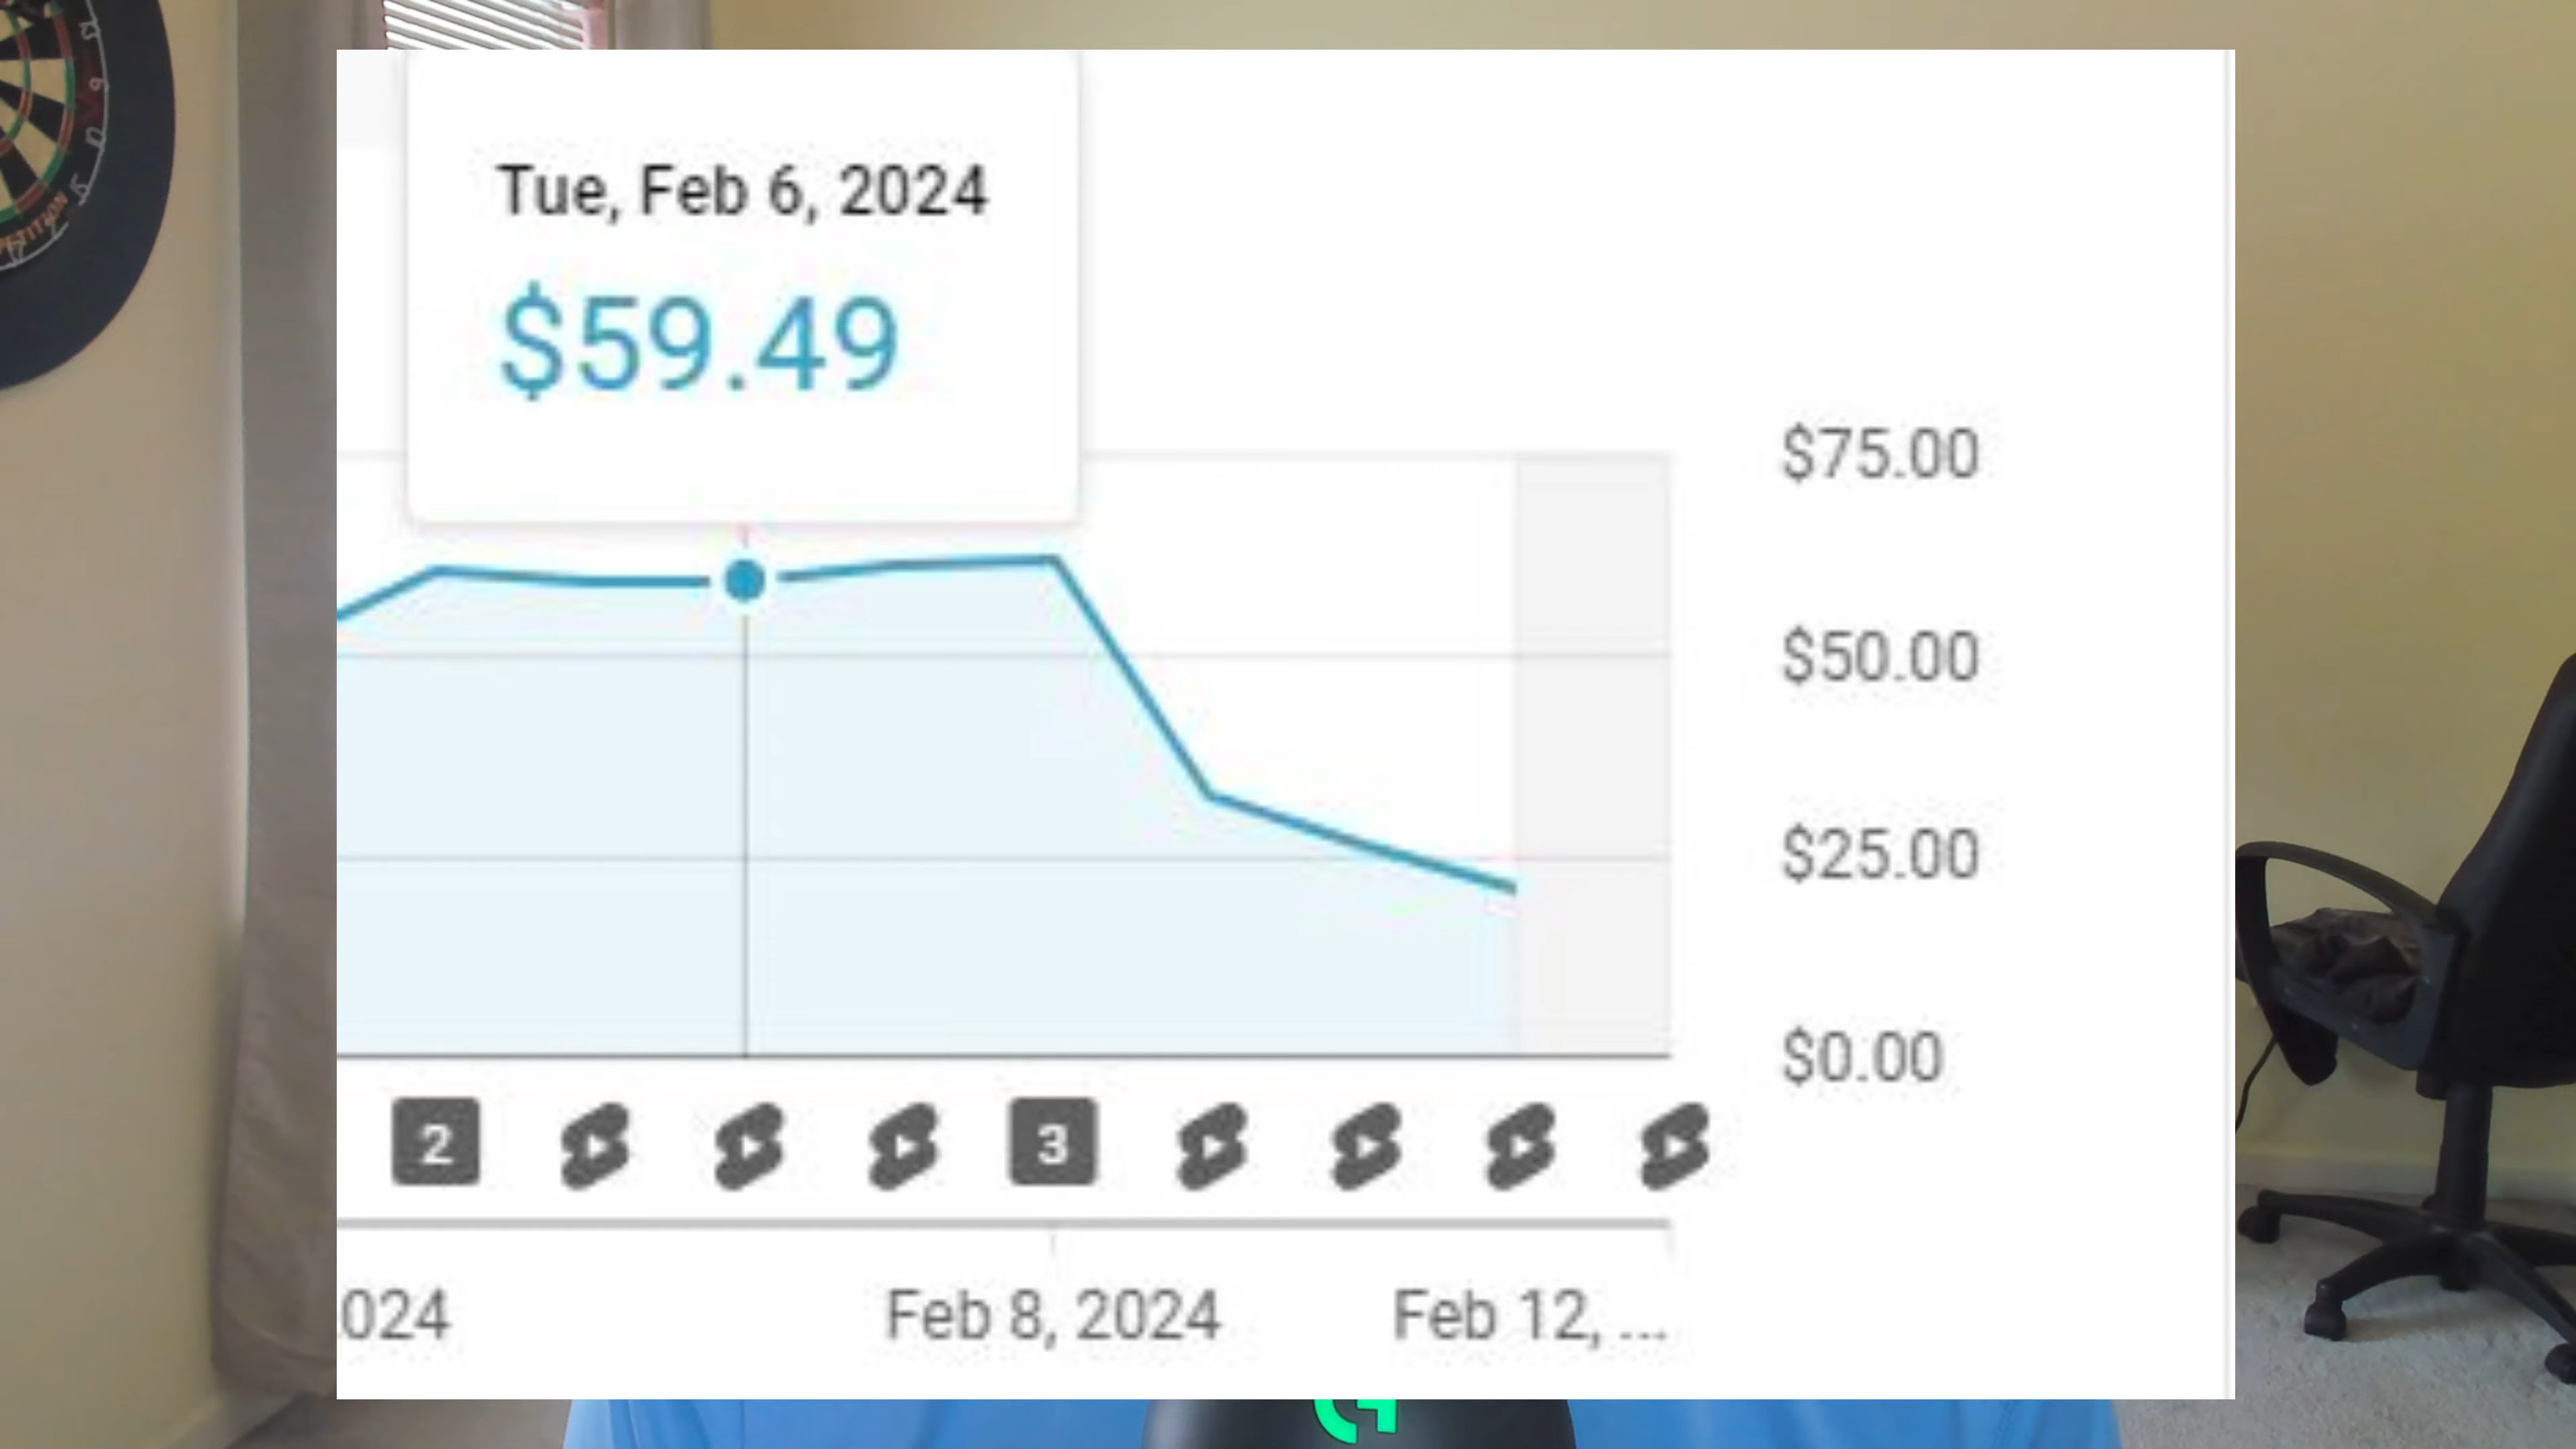 Tue, Feb 6, 2024
$59.49
$75.00
$50.00
$25.00
$0.00
2
3
024
Feb 8, 2024
Feb 12, ...